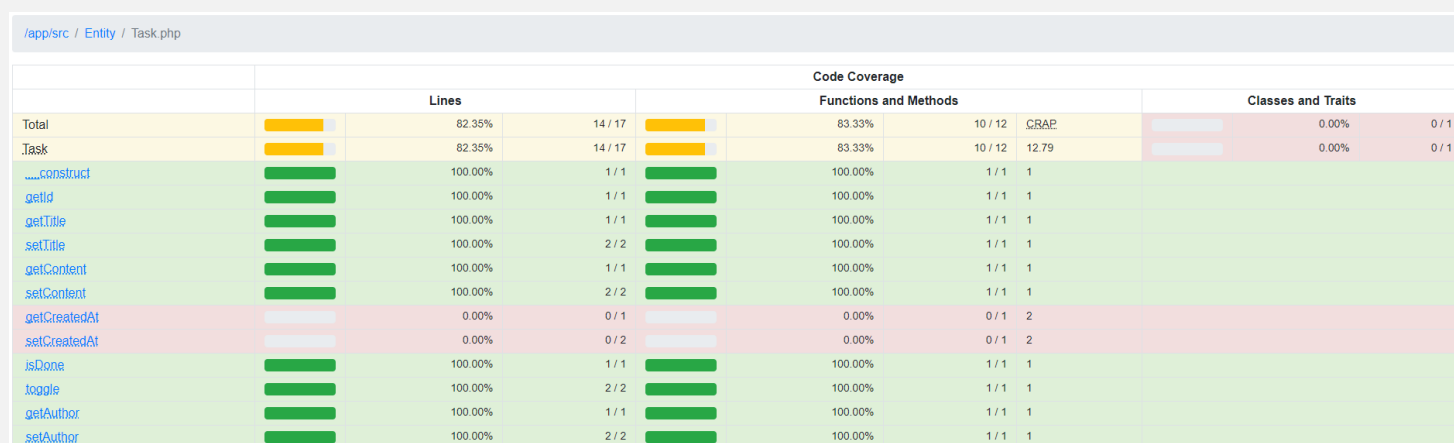 /app/src / Entity / Task.php
Code Coverage
Lines Functions and Methods Classes and Traits
Total 82.35% 14 / 17 83.33% 10 / 12 CRAP 0.00% 0 / 1
Task 82.35% 14 / 17 83.33% 10 / 12 12.79 0.00% 0 / 1
__construct 100.00% 1 / 1 100.00% 1 / 1 1
getId 100.00% 1 / 1 100.00% 1 / 1 1
getTitle 100.00% 1 / 1 100.00% 1 / 1 1
setTitle 100.00% 2 / 2 100.00% 1 / 1 1
getContent 100.00% 1 / 1 100.00% 1 / 1 1
setContent 100.00% 2 / 2 100.00% 1 / 1 1
getCreatedAt 0.00% 0 / 1 0.00% 0 / 1 2
setCreatedAt 0.00% 0 / 2 0.00% 0 / 1 2
isDone 100.00% 1 / 1 100.00% 1 / 1 1
toggle 100.00% 2 / 2 100.00% 1 / 1 1
getAuthor 100.00% 1 / 1 100.00% 1 / 1 1
setAuthor 100.00% 2 / 2 100.00% 1 / 1 1